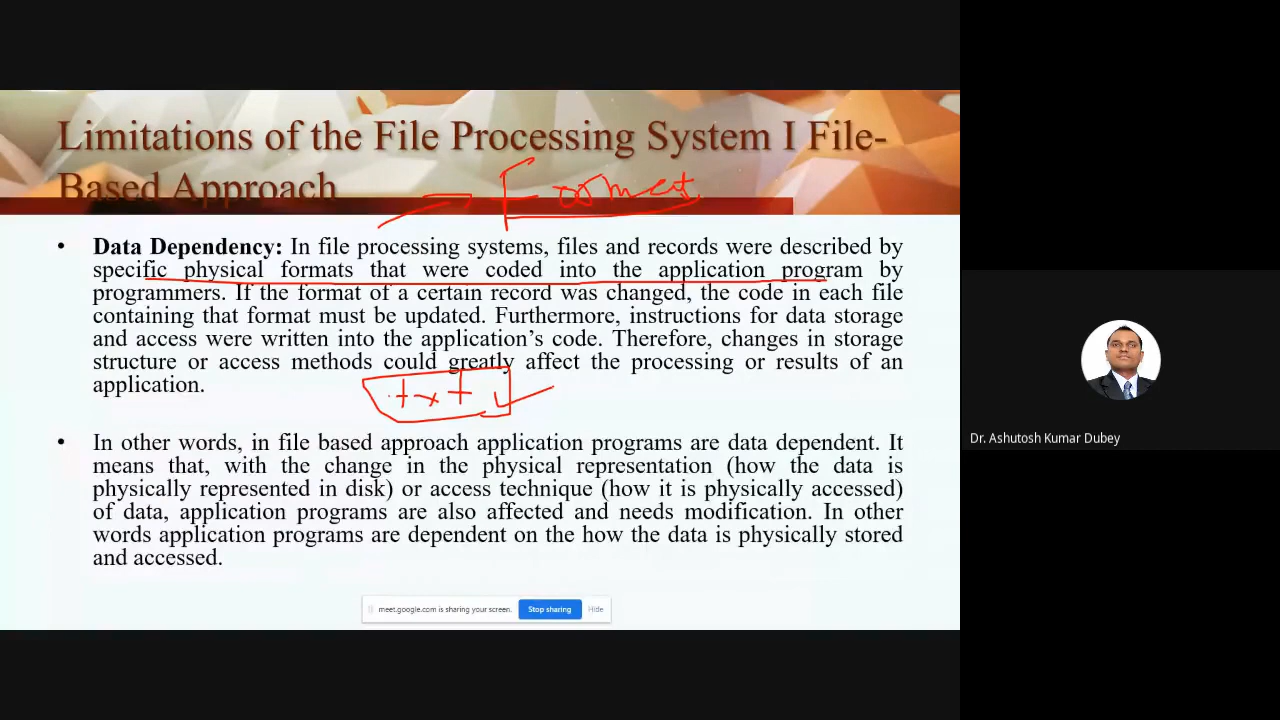 Limitations of the File Processing System I File-
Based Approach
Format
• Data Dependency: In file processing systems, files and records were described by
specific physical formats that were coded into the application program by
programmers. If the format of a certain record was changed, the code in each file
containing that format must be updated. Furthermore, instructions for data storage
and access were written into the application's code. Therefore, changes in storage
structure or access methods could greatly affect the processing or results of an
application.
.txt
• In other words, in file based approach application programs are data dependent. It
means that, with the change in the physical representation (how the data is
physically represented in disk) or access technique (how it is physically accessed)
of data, application programs are also affected and needs modification. In other
words application programs are dependent on the how the data is physically stored
and accessed.
meet.google.com is sharing your screen. Stop sharing Hide
Dr. Ashutosh Kumar Dubey